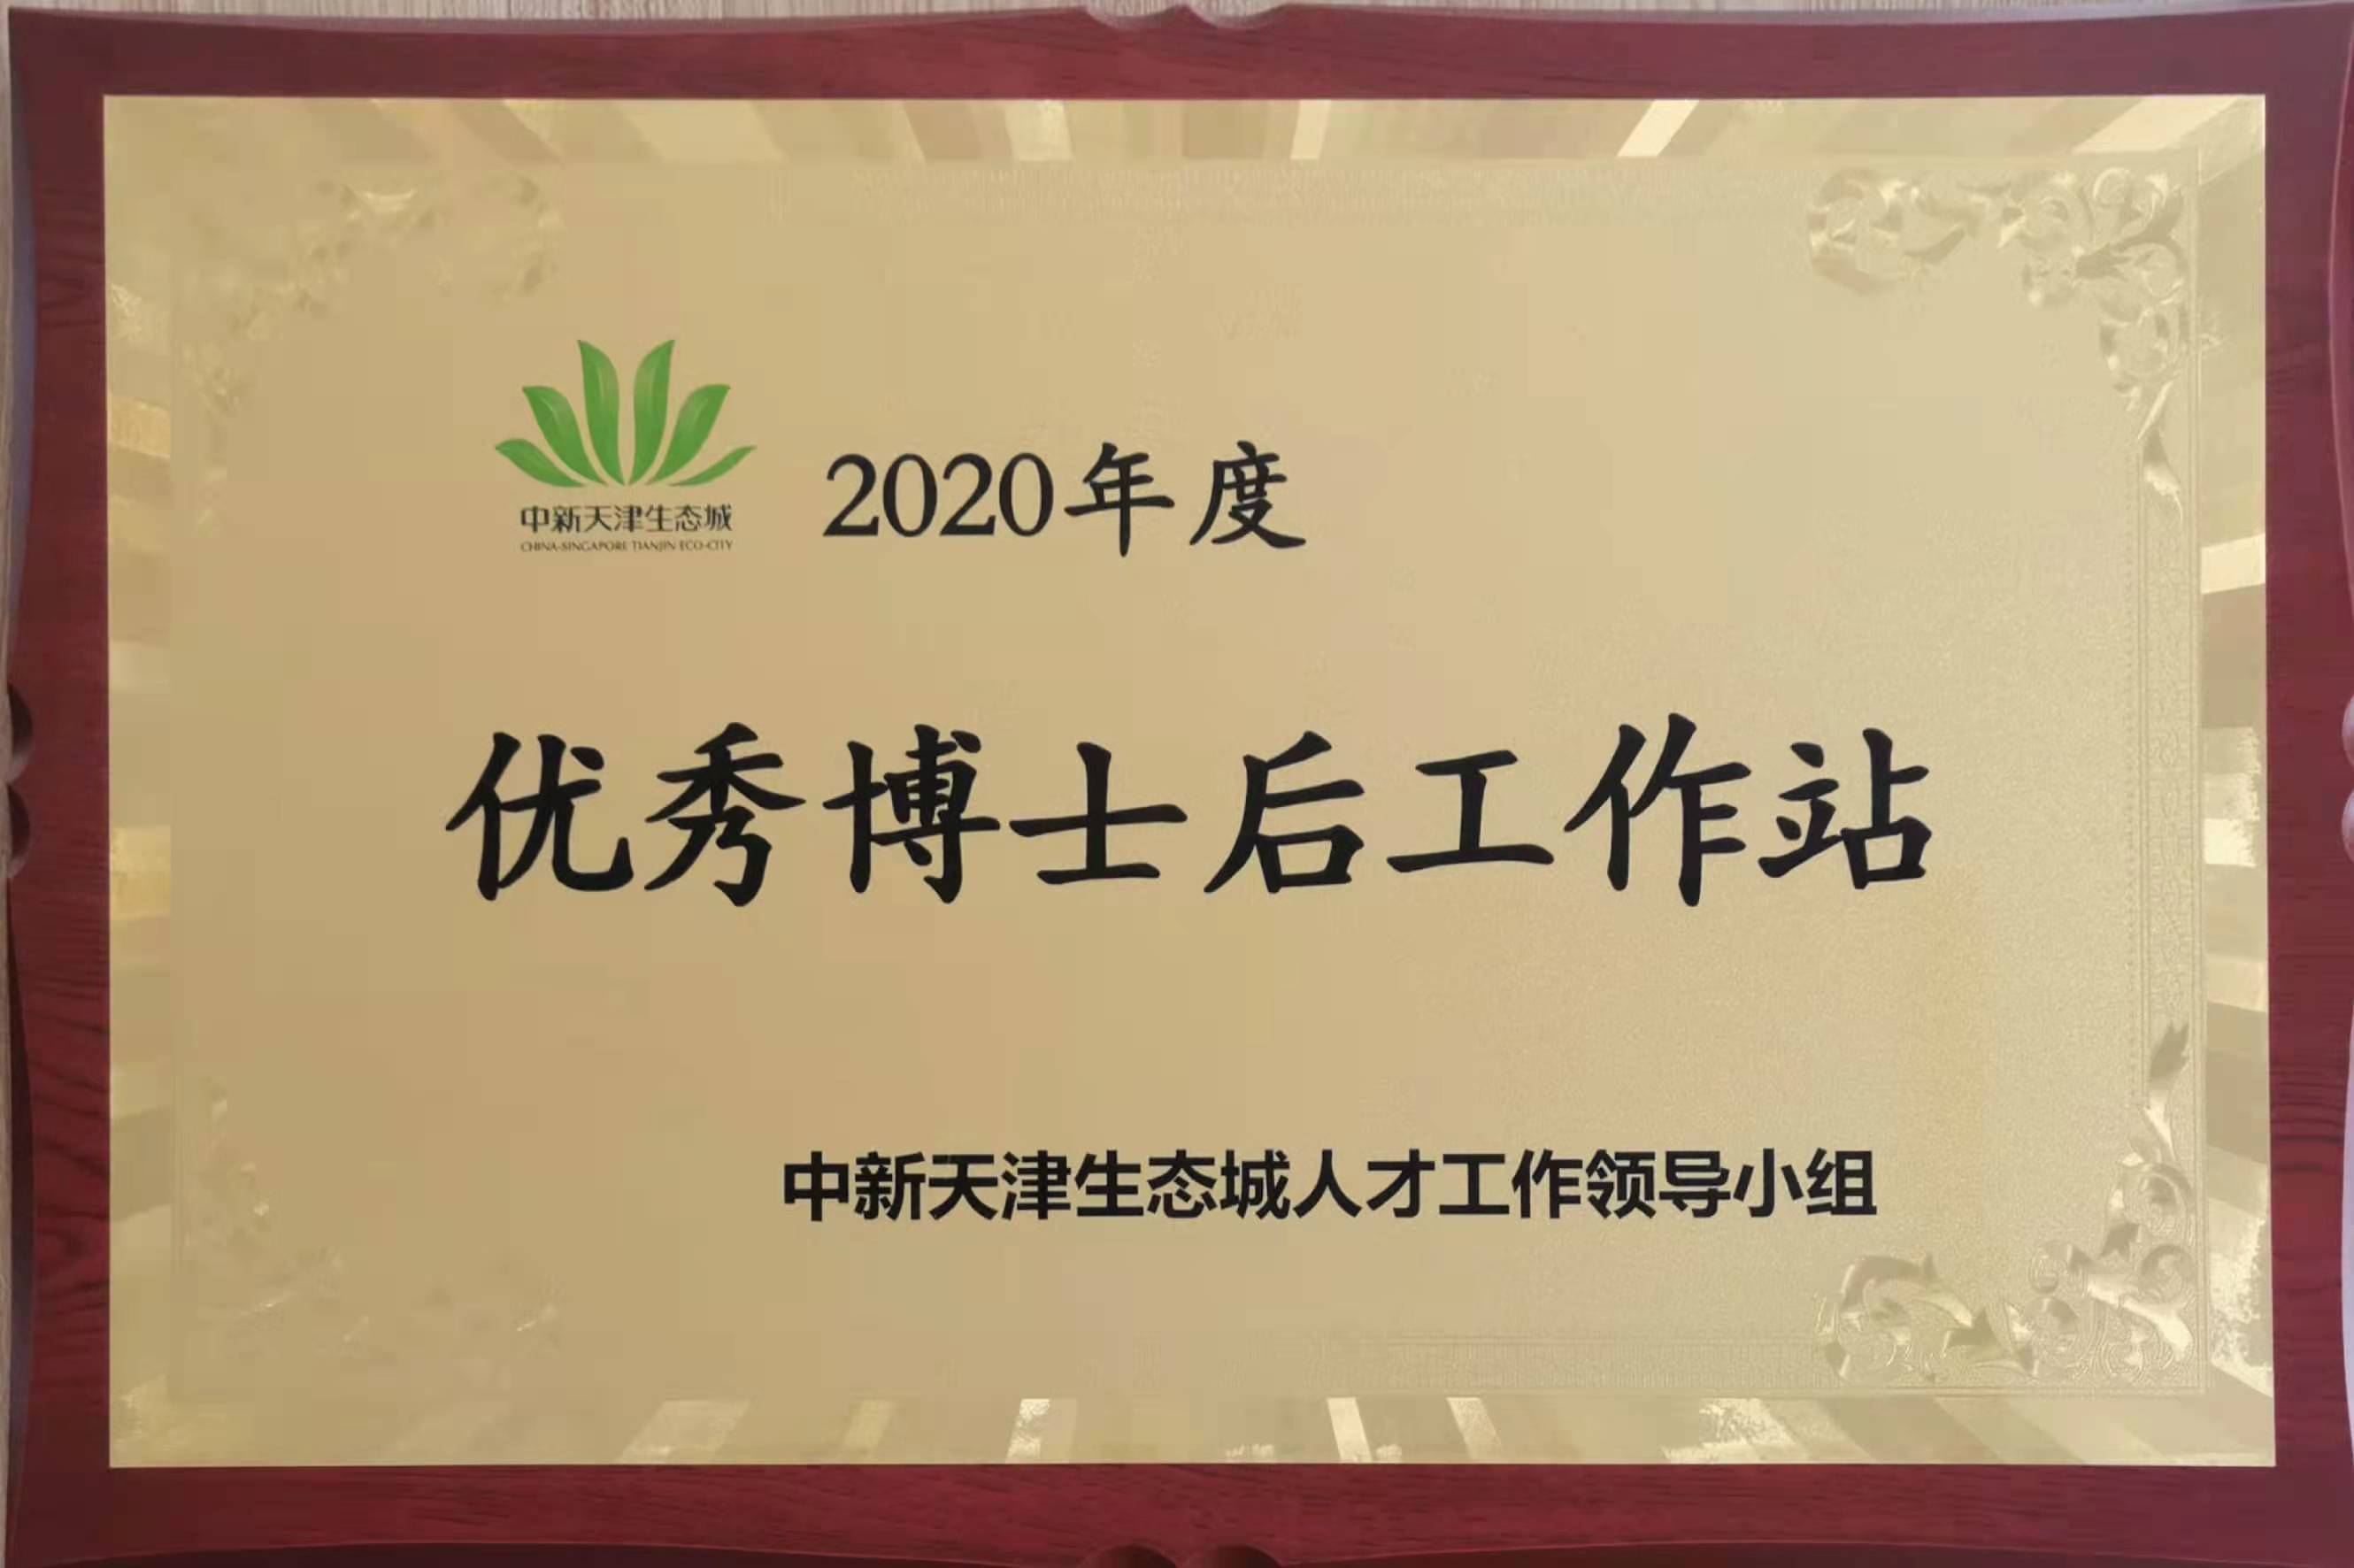 中新天津生态城
CHINA-SINGAPORE TIANJIN ECO-CITY
2020年度
优秀博士后工作站
中新天津生态城人才工作领导小组